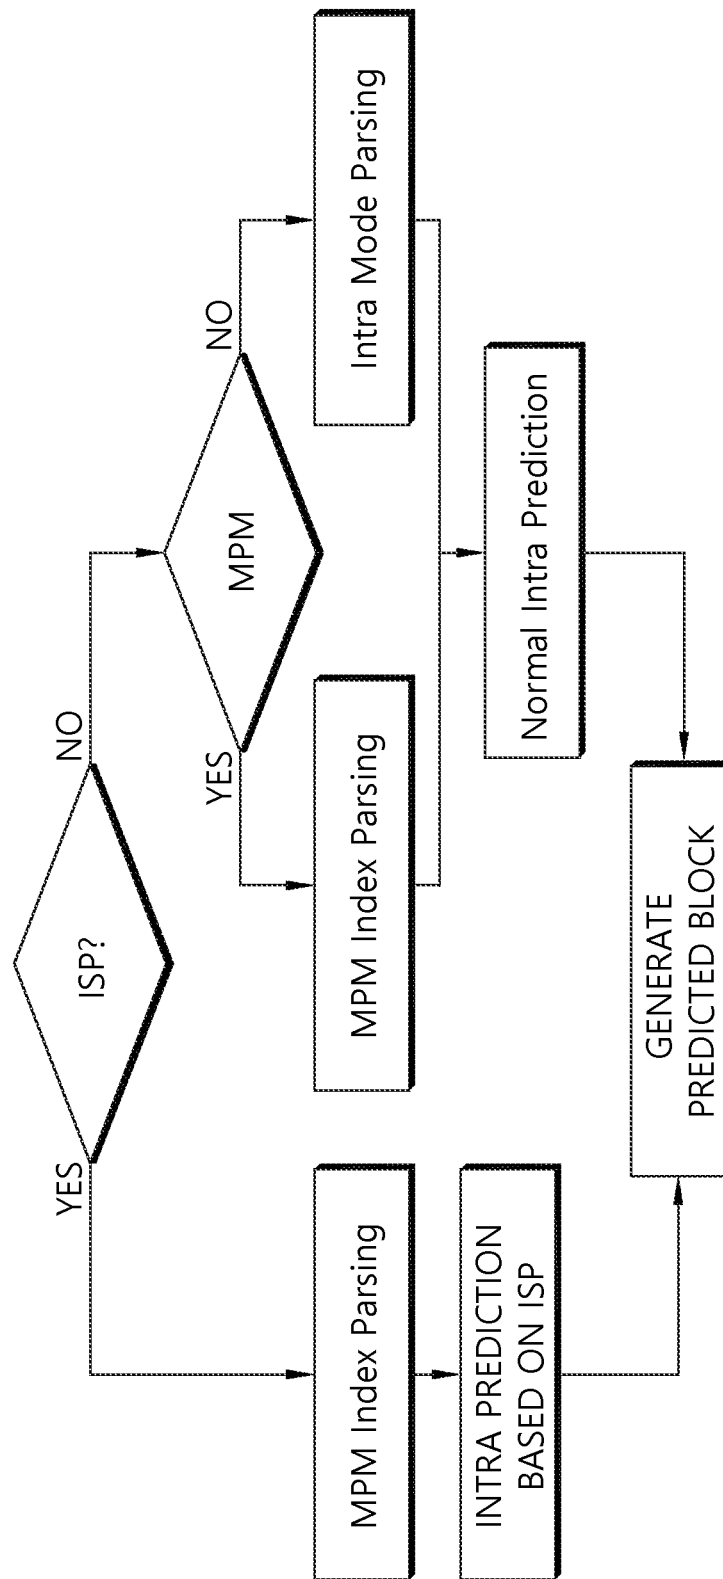 ISP?
YES
NO
MPM
YES
NO
MPM Index Parsing
MPM Index Parsing
Intra Mode Parsing
INTRA PREDICTION
BASED ON ISP
Normal Intra Prediction
GENERATE
PREDICTED BLOCK